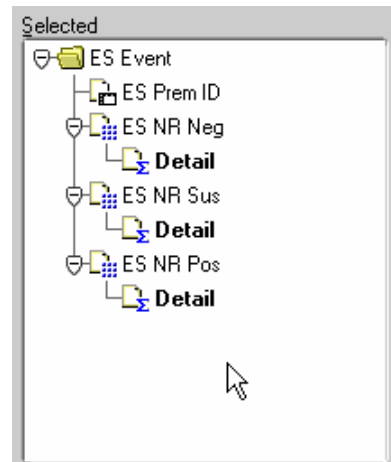 Selected
ES Event
ES Prem ID
ES NR Neg
Detail
ES NR Sus
Detail
ES NR Pos
Detail